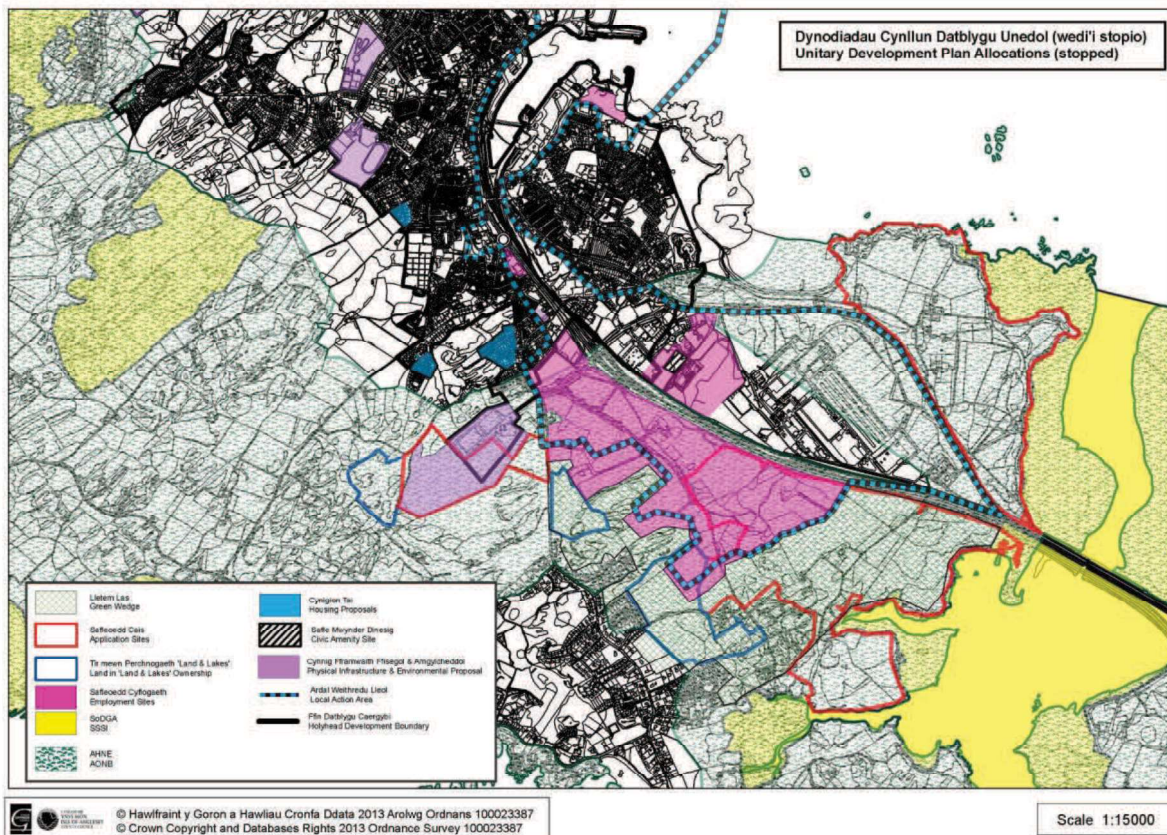 Dynodiadau Cynllun Datblygu Unedol (wedi'i stopio)
Unitary Development Plan Allocations (stopped)
Lletem Las
Green Wedge
Safleoedd Cais
Application Sites
Tir mewn Perchnogaeth 'Land & Lakes'
Land in 'Land & Lakes' Ownership
Safleoedd Cyflogaeth
Employment Sites
SoDGA
SSSI
AHNE
AONB
Cynigion Tai
Housing Proposals
Safle Mwynder Dinesig
Civic Amenity Site
Cynnig Fframwaith Ffisegol & Amgylcheddol
Physical Infrastructure & Environmental Proposal
Ardal Weithredu Lleol
Local Action Area
Ffin Datblygu Caergybi
Holyhead Development Boundary
© Hawlfraint y Goron a Hawliau Cronfa Ddata 2013 Arolwg Ordnans 100023387
© Crown Copyright and Databases Rights 2013 Ordnance Survey 100023387
Scale 1:15000